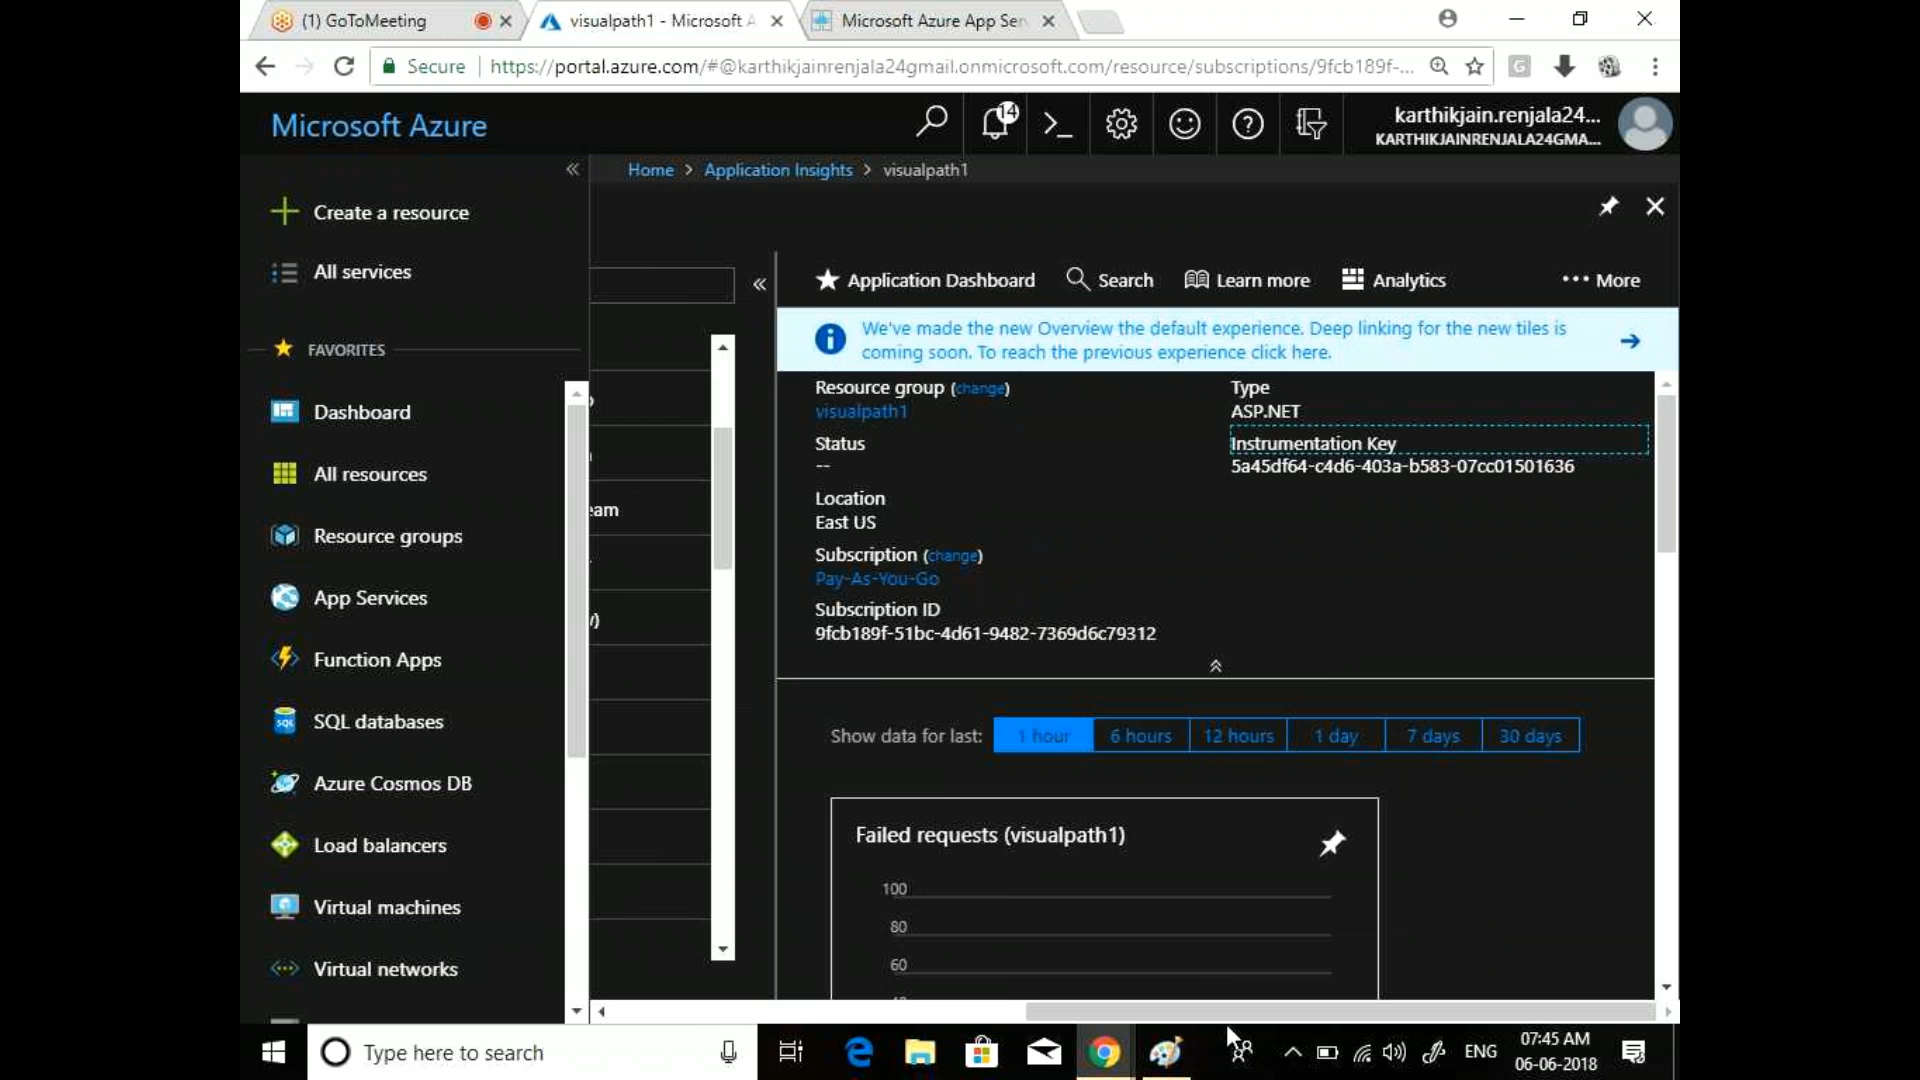 (1) GoToMeeting
visualpath1 - Microsoft A
Microsoft Azure App Ser
Secure
https://portal.azure.com/#@karthikjainrenjala24gmail.onmicrosoft.com/resource/subscriptions/9fcb189f-...
Microsoft Azure
14
karthikjain.renjala24...
KARTHIKJAINRENJALA24GMA...
Home > Application Insights > visualpath1
Create a resource
All services
FAVORITES
Dashboard
All resources
Resource groups
App Services
Function Apps
SQL databases
Azure Cosmos DB
Load balancers
Virtual machines
Virtual networks
eam
Application Dashboard
Search
Learn more
Analytics
More
We've made the new Overview the default experience. Deep linking for the new tiles is
coming soon. To reach the previous experience click here.
Resource group (change)
visualpath1
Status
--
Location
East US
Subscription (change)
Pay-As-You-Go
Subscription ID
9fcb189f-51bc-4d61-9482-7369d6c79312
Type
ASP.NET
Instrumentation Key
5a45df64-c4d6-403a-b583-07cc01501636
Show data for last:
1 hour
6 hours
12 hours
1 day
7 days
30 days
Failed requests (visualpath1)
100
80
60
Type here to search
ENG
07:45 AM
06-06-2018